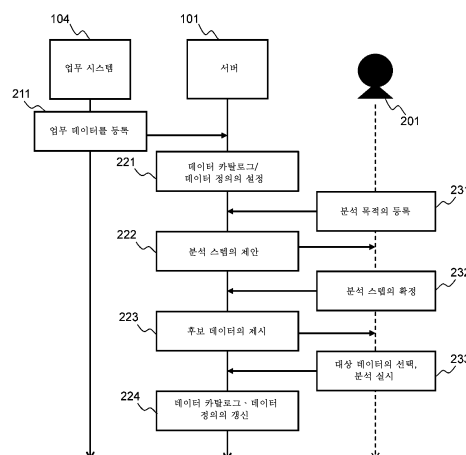 104
101
업무 시스템
서버
211
201
업무 데이터를 등록
221
데이터 카탈로그/
데이터 정의의 설정
231
분석 목적의 등록
222
분석 스텝의 제안
232
분석 스텝의 확정
223
후보 데이터의 제시
233
대상 데이터의 선택,
분석 실시
224
데이터 카탈로그ㆍ데이터
정의의 갱신